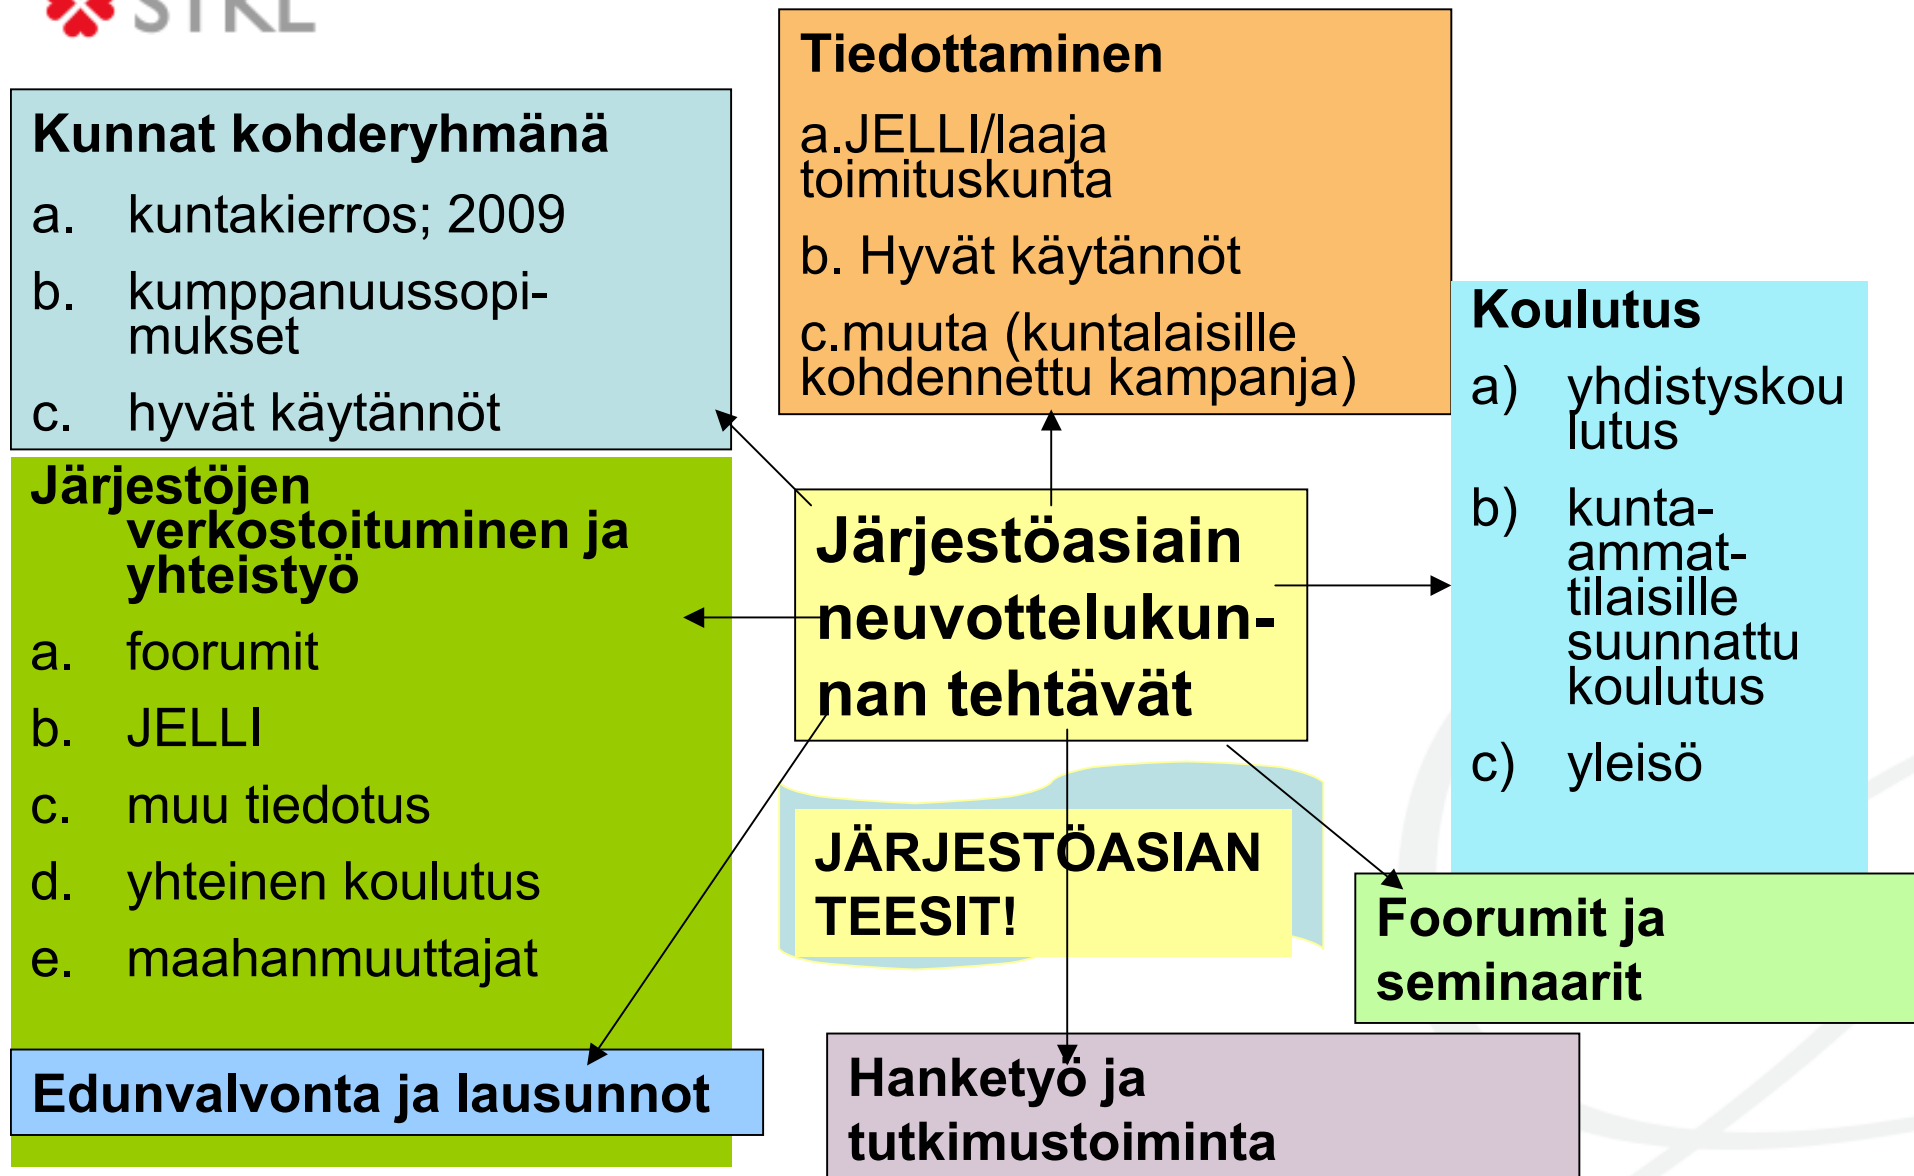 STKL
Tiedottaminen
a.JELLI/laaja
toimituskunta
b. Hyvät käytännöt
c.muuta (kuntalaisille
kohdennettu kampanja)
Kunnat kohderyhmänä
a. kuntakierros; 2009
b. kumppanuussopi-
mukset
c. hyvät käytännöt
Koulutus
a) yhdistyskou
lutus
b) kunta-
ammat-
tilaisille
suunnattu
koulutus
c) yleisö
Järjestöjen
verkostoituminen ja
yhteistyö
a. foorumit
b. JELLI
c. muu tiedotus
d. yhteinen koulutus
e. maahanmuuttajat
Järjestöasiain
neuvottelukun-
nan tehtävät
JÄRJESTÖASIAN
TEESIT!
Foorumit ja
seminaarit
Edunvalvonta ja lausunnot
Hanketyö ja
tutkimustoiminta